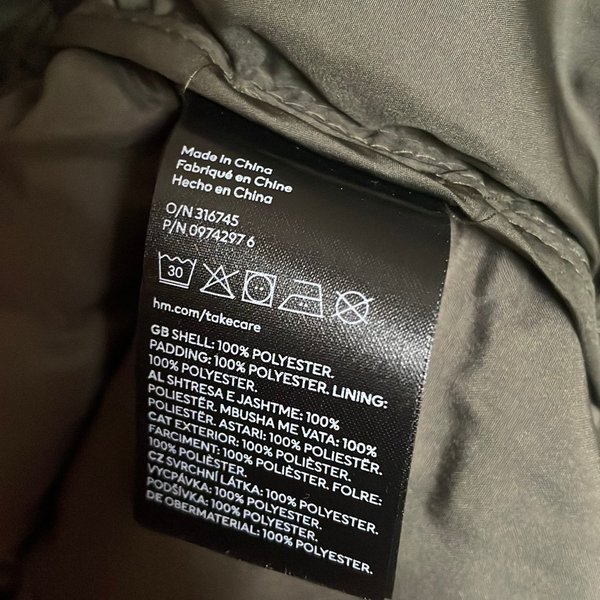 Made in China
Fabriqué en Chine
Hecho en China
O/N 316745
P/N 0974297 6
30
hm.com/takecare
GB SHELL: 100% POLYESTER.
PADDING: 100% POLYESTER. LINING:
100% POLYESTER.
AL SHTRESA E JASHTME: 100%
POLIESTËR. MBUSHA ME VATA: 100%
POLIESTËR. ASTARI: 100% POLIESTËR.
CAT EXTERIOR: 100% POLIÈSTER.
FARCIMENT: 100% POLIÈSTER. FOLRE:
100% POLIÈSTER.
CZ SVRCHNÍ LÁTKA: 100% POLYESTER.
VYCPÁVKA: 100% POLYESTER.
PODŠÍVKA: 100% POLYESTER.
DE OBERMATERIAL: 100% POLYESTER.